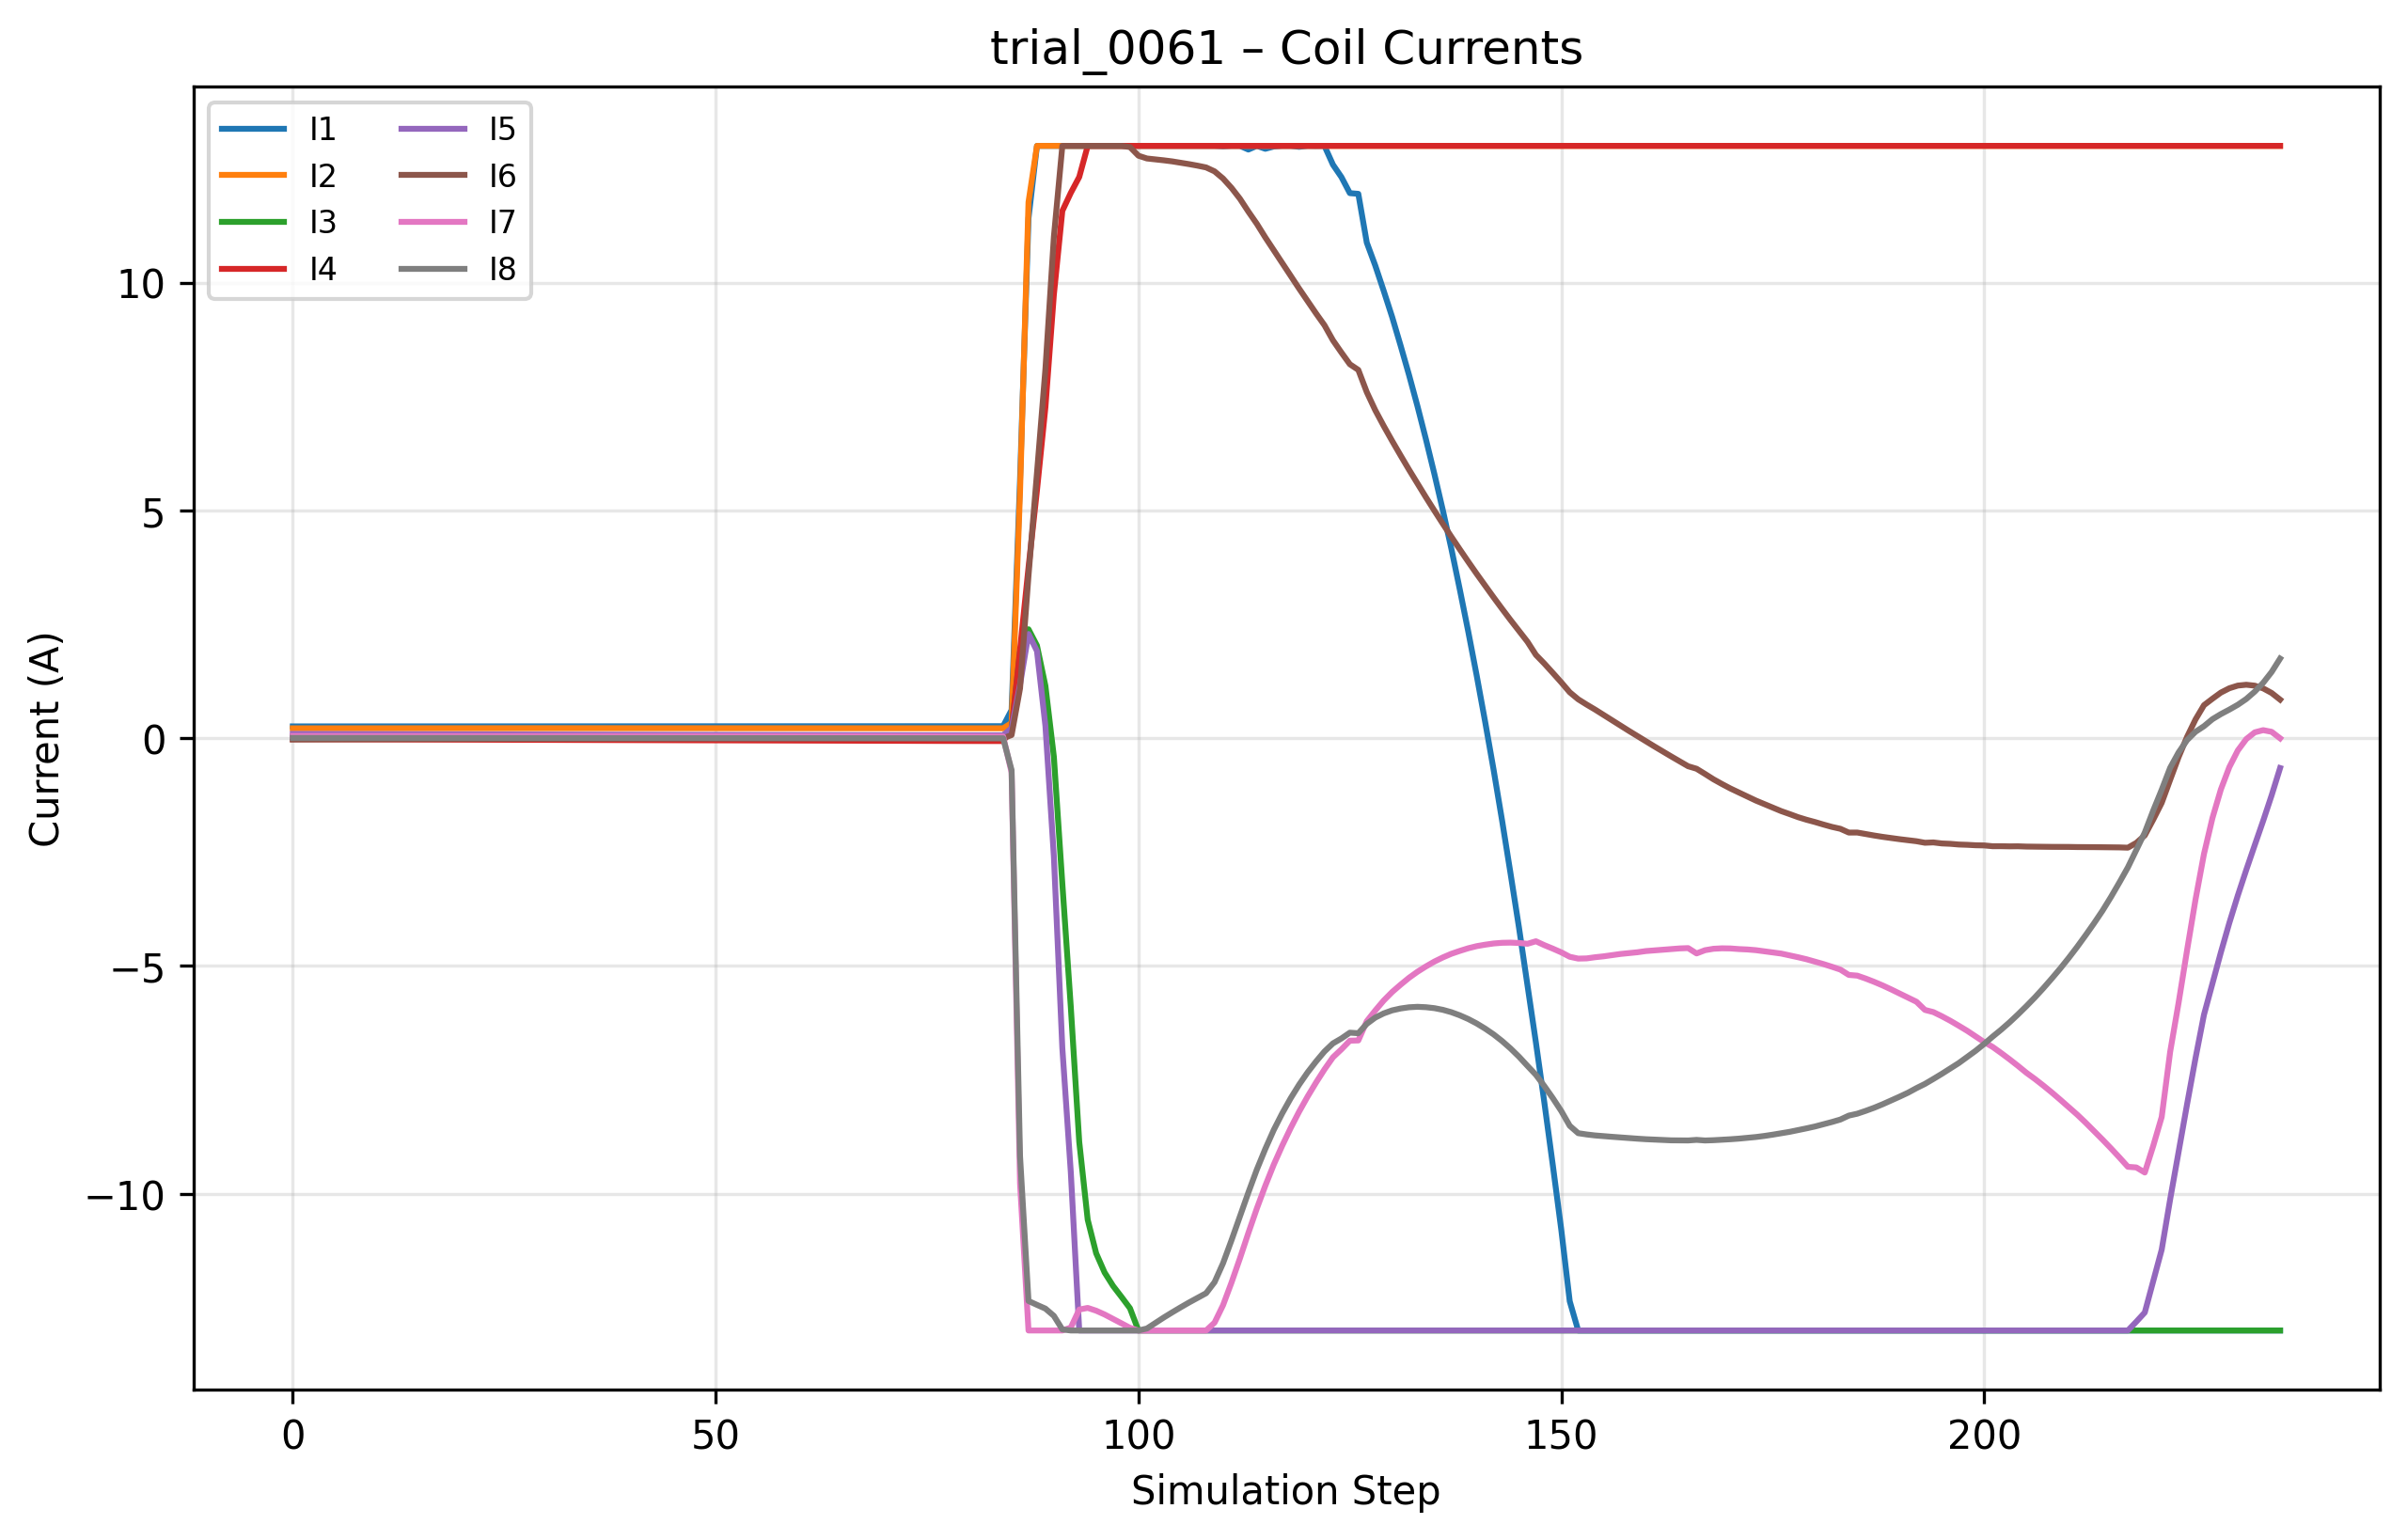 trial_0061 – Coil Currents
I1
I2
I3
I4
I5
I6
I7
I8
Current (A)
10
5
0
−5
−10
0
50
100
150
200
Simulation Step